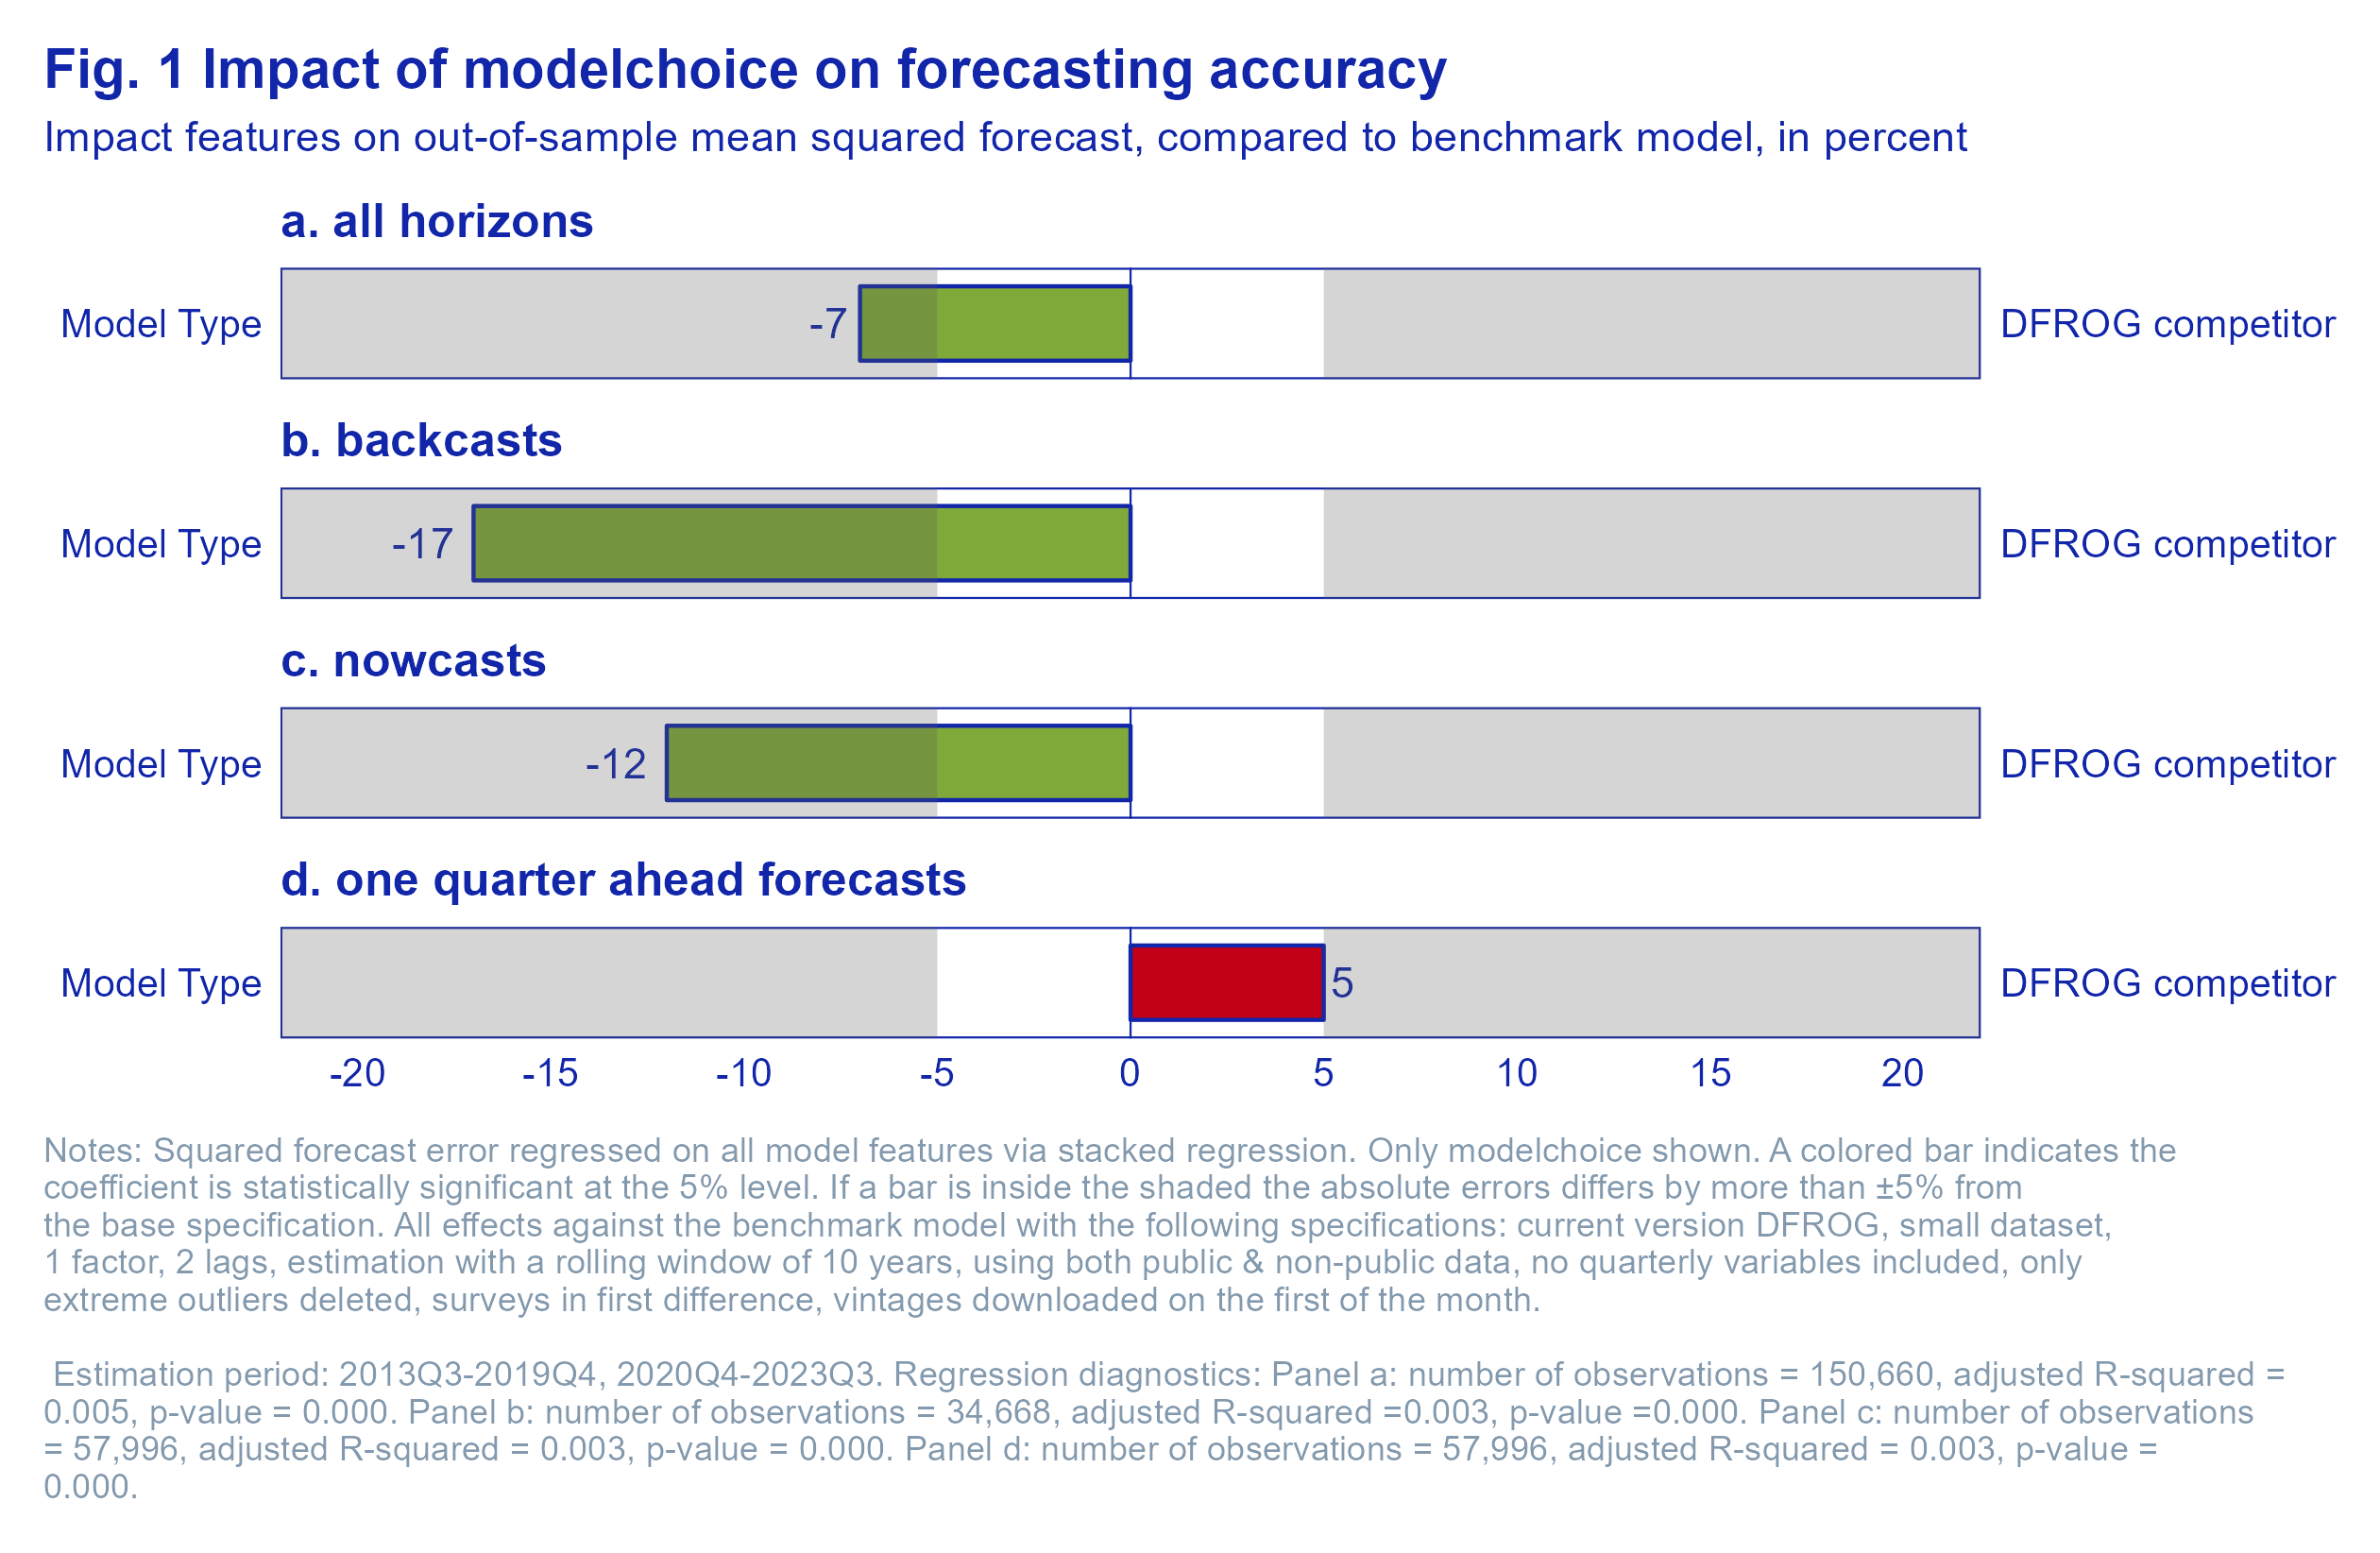 Fig. 1 Impact of modelchoice on forecasting accuracy
Impact features on out-of-sample mean squared forecast, compared to benchmark model, in percent
a. all horizons
Model Type -7 DFROG competitor
b. backcasts
Model Type -17 DFROG competitor
c. nowcasts
Model Type -12 DFROG competitor
d. one quarter ahead forecasts
Model Type 5 DFROG competitor
-20 -15 -10 -5 0 5 10 15 20
Notes: Squared forecast error regressed on all model features via stacked regression. Only modelchoice shown. A colored bar indicates the
coefficient is statistically significant at the 5% level. If a bar is inside the shaded the absolute errors differs by more than ±5% from
the base specification. All effects against the benchmark model with the following specifications: current version DFROG, small dataset,
1 factor, 2 lags, estimation with a rolling window of 10 years, using both public & non-public data, no quarterly variables included, only
extreme outliers deleted, surveys in first difference, vintages downloaded on the first of the month.
Estimation period: 2013Q3-2019Q4, 2020Q4-2023Q3. Regression diagnostics: Panel a: number of observations = 150,660, adjusted R-squared =
0.005, p-value = 0.000. Panel b: number of observations = 34,668, adjusted R-squared =0.003, p-value =0.000. Panel c: number of observations
= 57,996, adjusted R-squared = 0.003, p-value = 0.000. Panel d: number of observations = 57,996, adjusted R-squared = 0.003, p-value =
0.000.